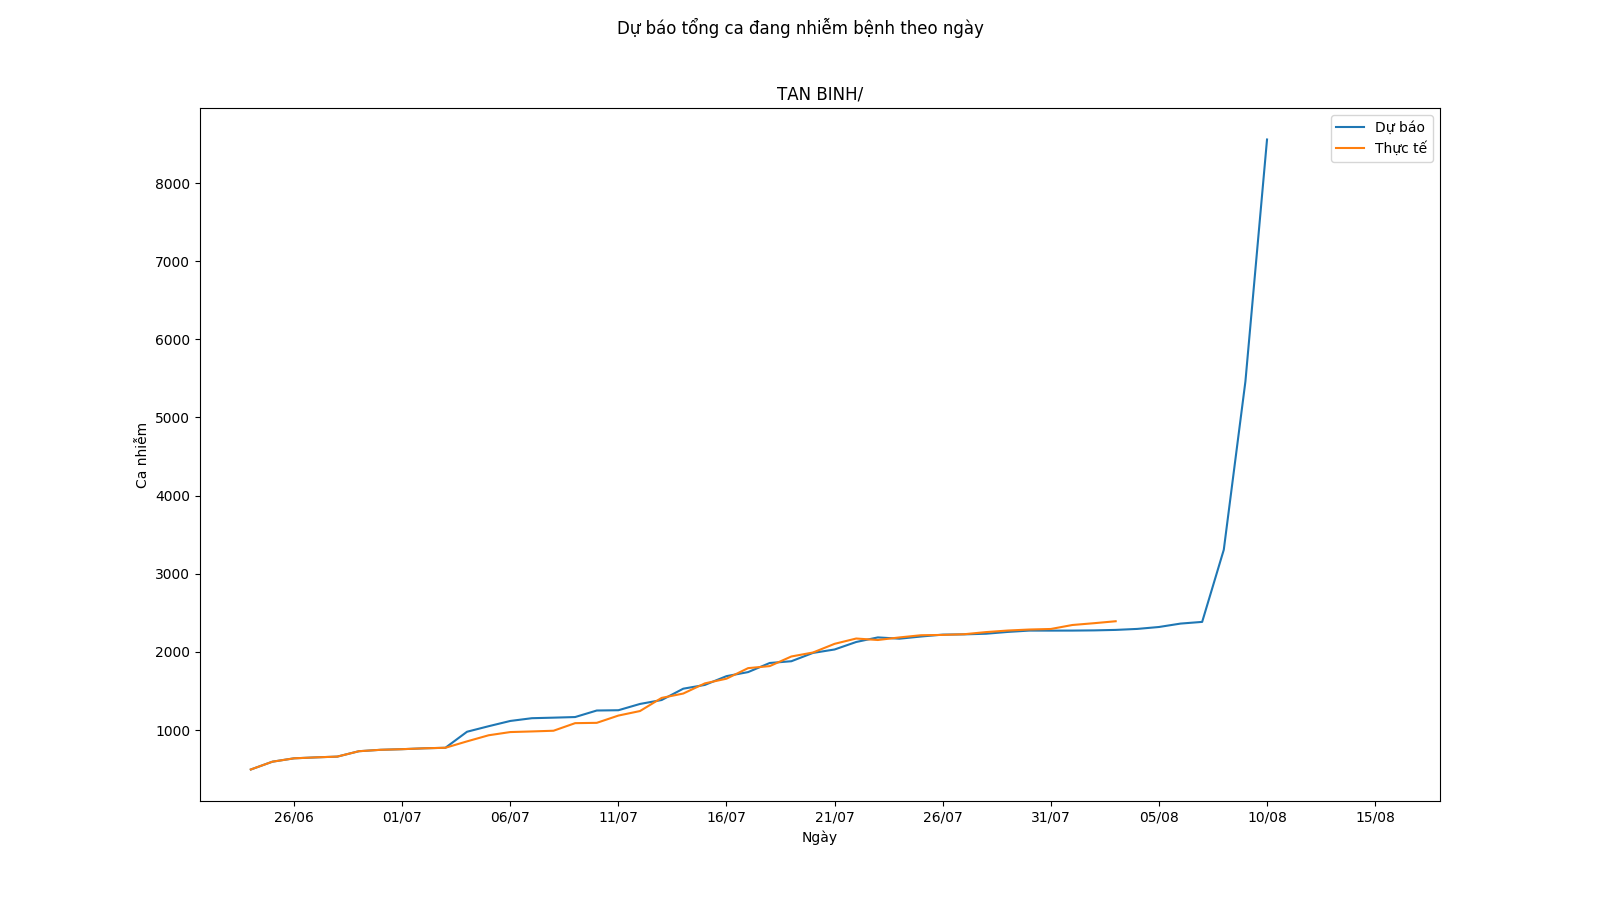 Dự báo tổng ca đang nhiễm bệnh theo ngày
TAN BINH/
Dự báo
Thực tế
8000
7000
6000
5000
4000
3000
2000
1000
Ca nhiễm
26/06 01/07 06/07 11/07 16/07 21/07 26/07 31/07 05/08 10/08 15/08
Ngày